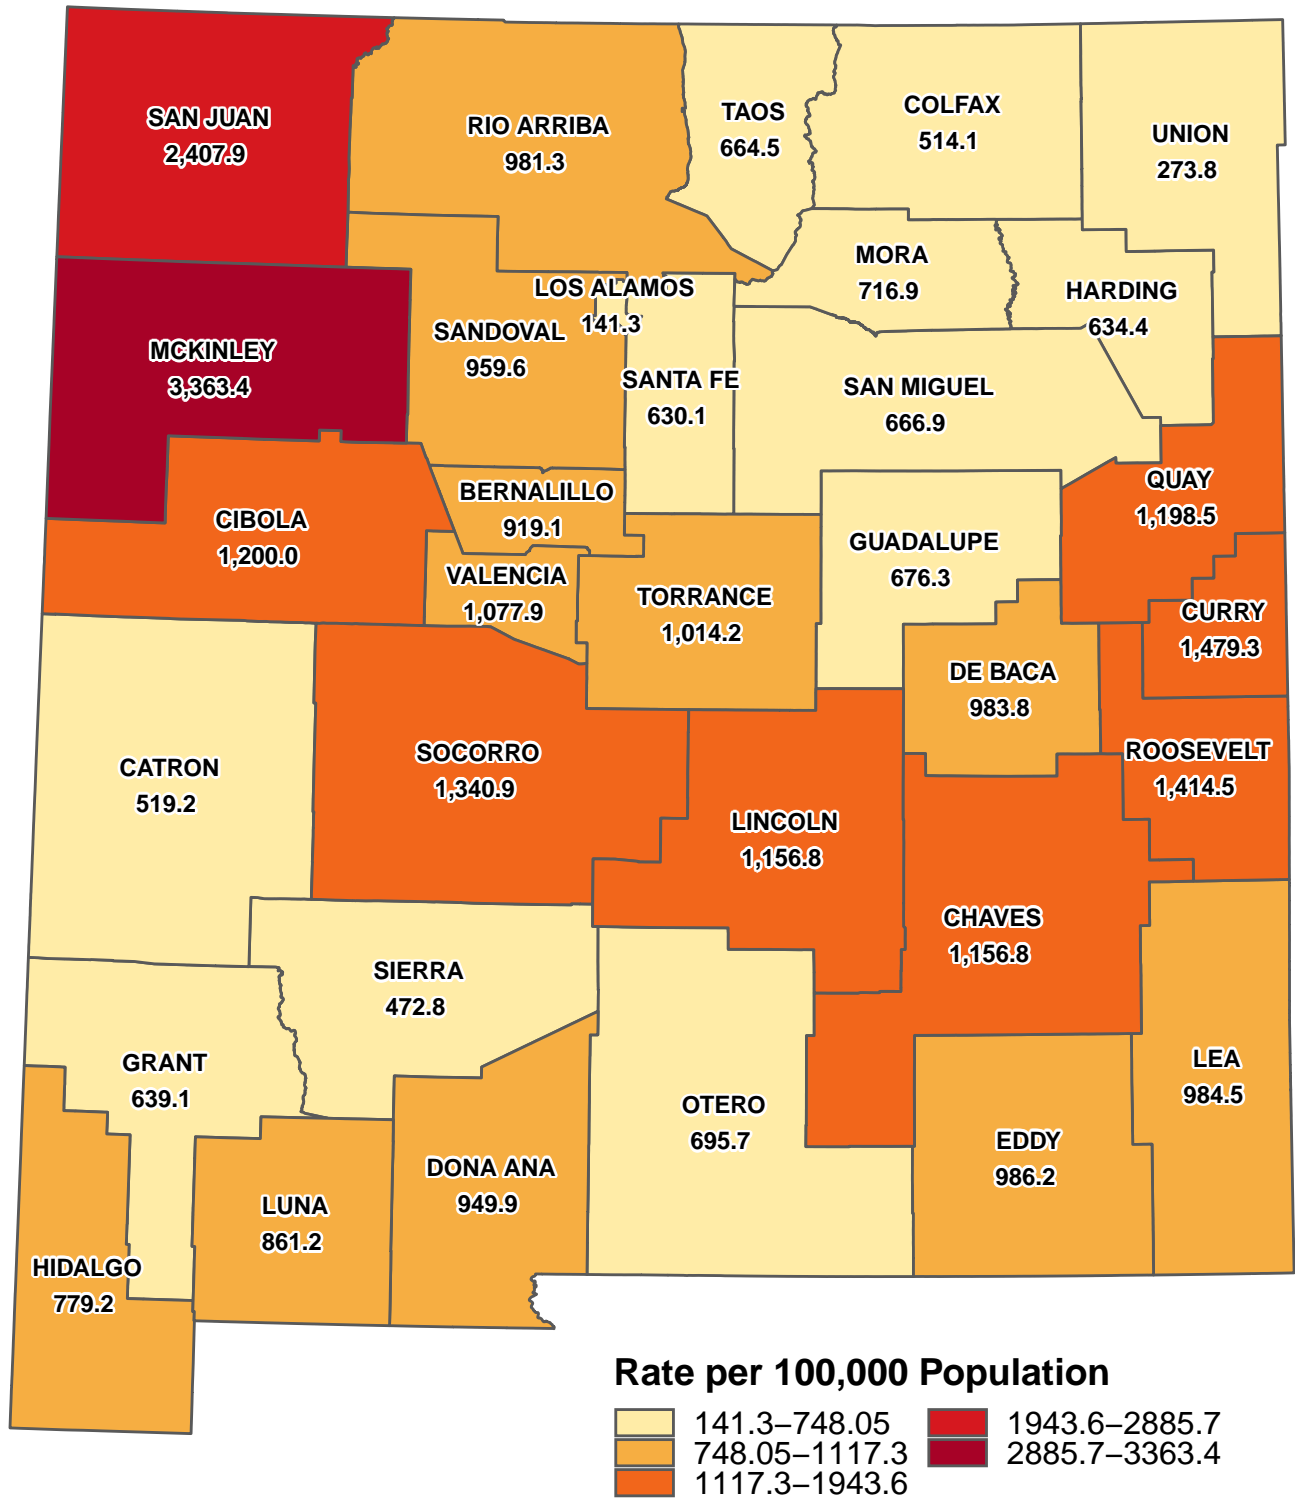 SAN JUAN
2,407.9
RIO ARRIBA
981.3
TAOS
664.5
COLFAX
514.1
UNION
273.8
MORA
716.9
HARDING
634.4
LOS ALAMOS
141.3
SANDOVAL
959.6
MCKINLEY
3,363.4
SANTA FE
630.1
SAN MIGUEL
666.9
QUAY
1,198.5
CIBOLA
1,200.0
BERNALILLO
919.1
GUADALUPE
676.3
VALENCIA
1,077.9
TORRANCE
1,014.2
CURRY
1,479.3
DE BACA
983.8
CATRON
519.2
SOCORRO
1,340.9
ROOSEVELT
1,414.5
LINCOLN
1,156.8
CHAVES
1,156.8
SIERRA
472.8
GRANT
639.1
LEA
984.5
OTERO
695.7
EDDY
986.2
DONA ANA
949.9
LUNA
861.2
HIDALGO
779.2
Rate per 100,000 Population
141.3–748.05
748.05–1117.3
1117.3–1943.6
1943.6–2885.7
2885.7–3363.4